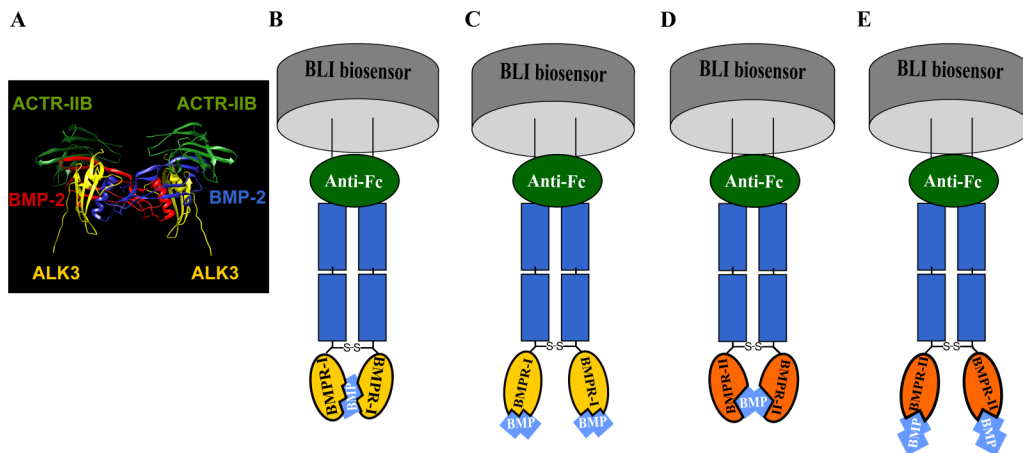 A
ACTR-IIB ACTR-IIB
BMP-2 BMP-2
ALK3 ALK3
B
BLI biosensor
Anti-Fc
S S
BMPR-I BMP BMPR-I
C
BLI biosensor
Anti-Fc
S S
BMPR-I BMPR-I
BMP BMP
D
BLI biosensor
Anti-Fc
S S
BMPR-II BMP BMPR-II
E
BLI biosensor
Anti-Fc
S S
BMPR-II BMPR-II
BMP BMP